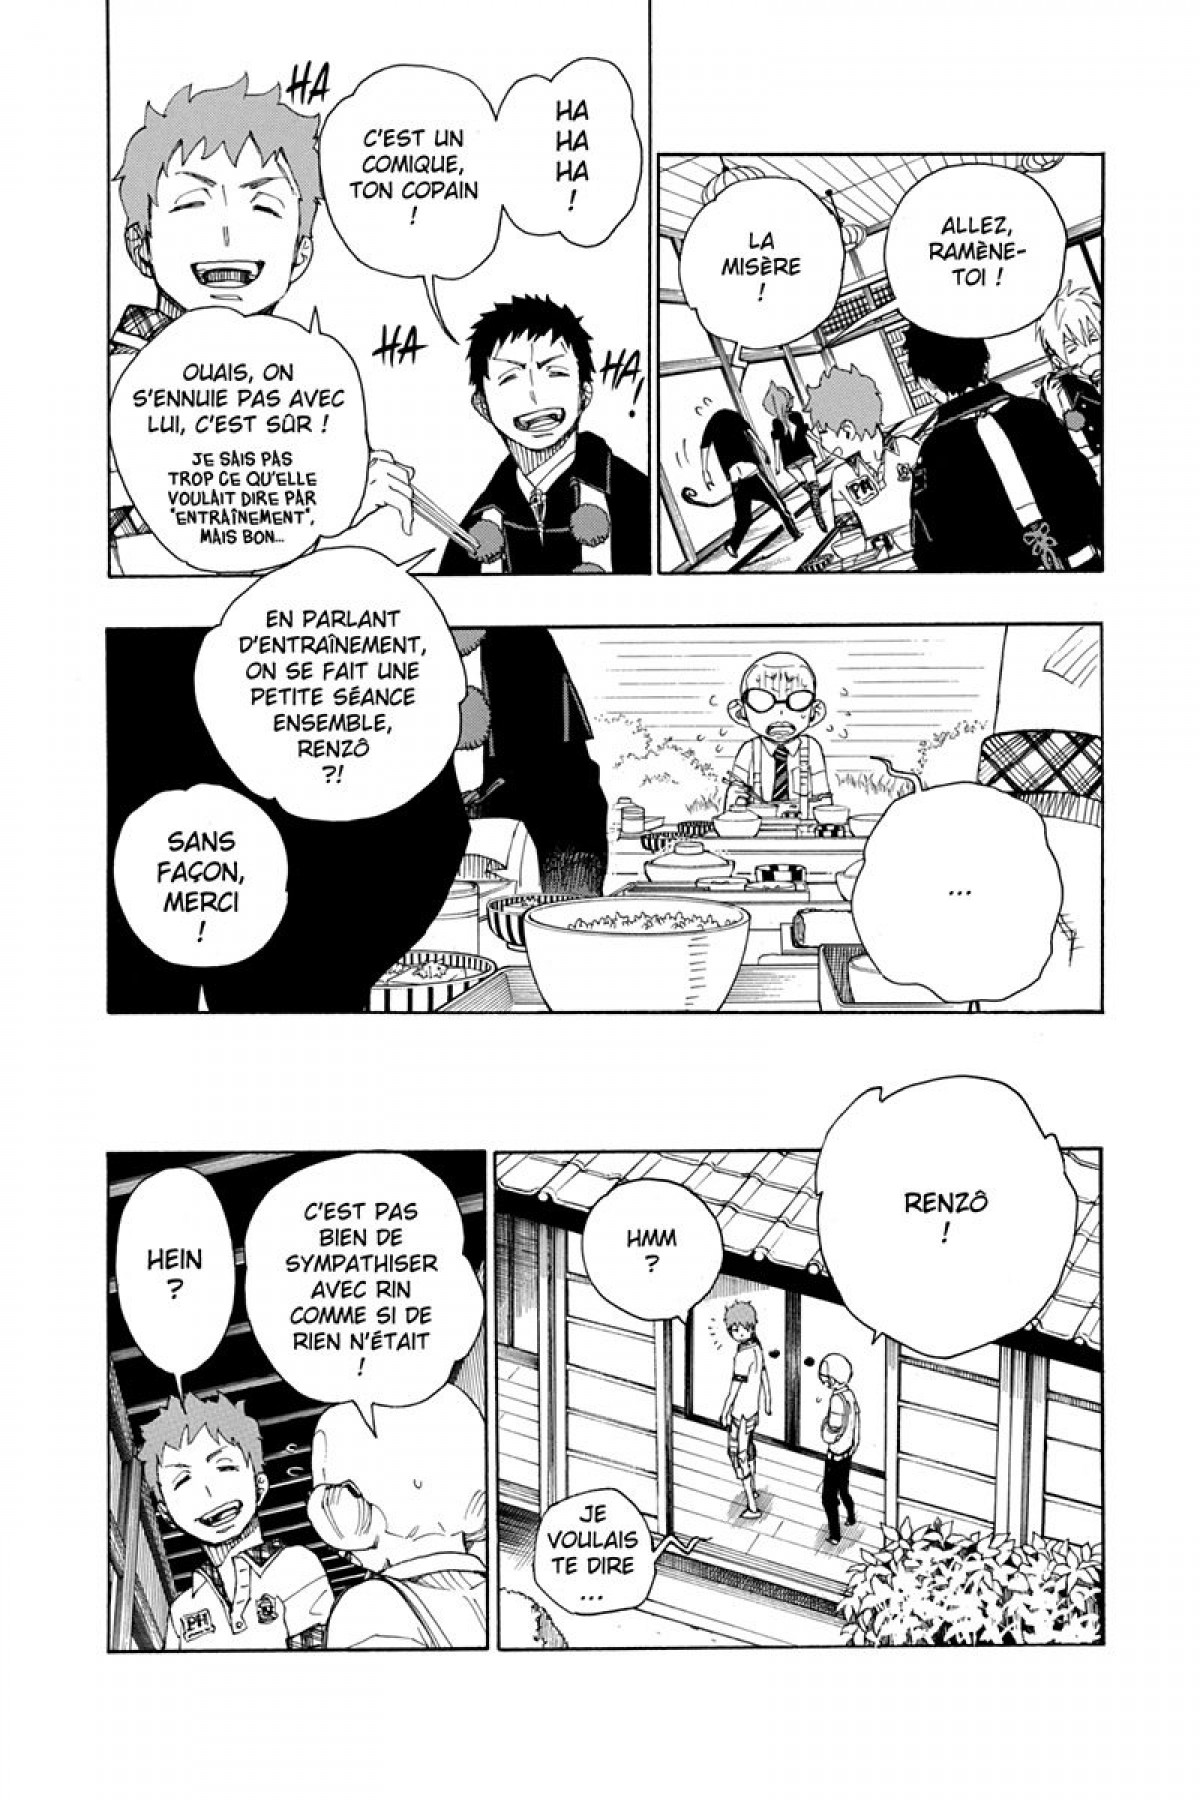 ALLEZ,
RAMÈNE-
TOI !
LA
MISÈRE
!
HA
HA
HA
!
C'EST UN
COMIQUE,
TON COPAIN
!
HA
HA
HA!
OUAIS, ON
S'ENNUIE PAS AVEC
LUI, C'EST SÛR !
JE SAIS PAS
TROP CE QU'ELLE
VOULAIT DIRE PAR
"ENTRAÎNEMENT",
MAIS BON...
PH
EN PARLANT
D'ENTRAÎNEMENT,
ON SE FAIT UNE
PETITE SÉANCE
ENSEMBLE,
RENZÔ
?!
SANS
FAÇON,
MERCI
!
...
RENZÔ
!
HMM
?
JE
VOULAIS
TE DIRE
...
C'EST PAS
BIEN DE
SYMPATHISER
AVEC RIN
COMME SI DE
RIEN N'ÉTAIT
!
HEIN
?
PH